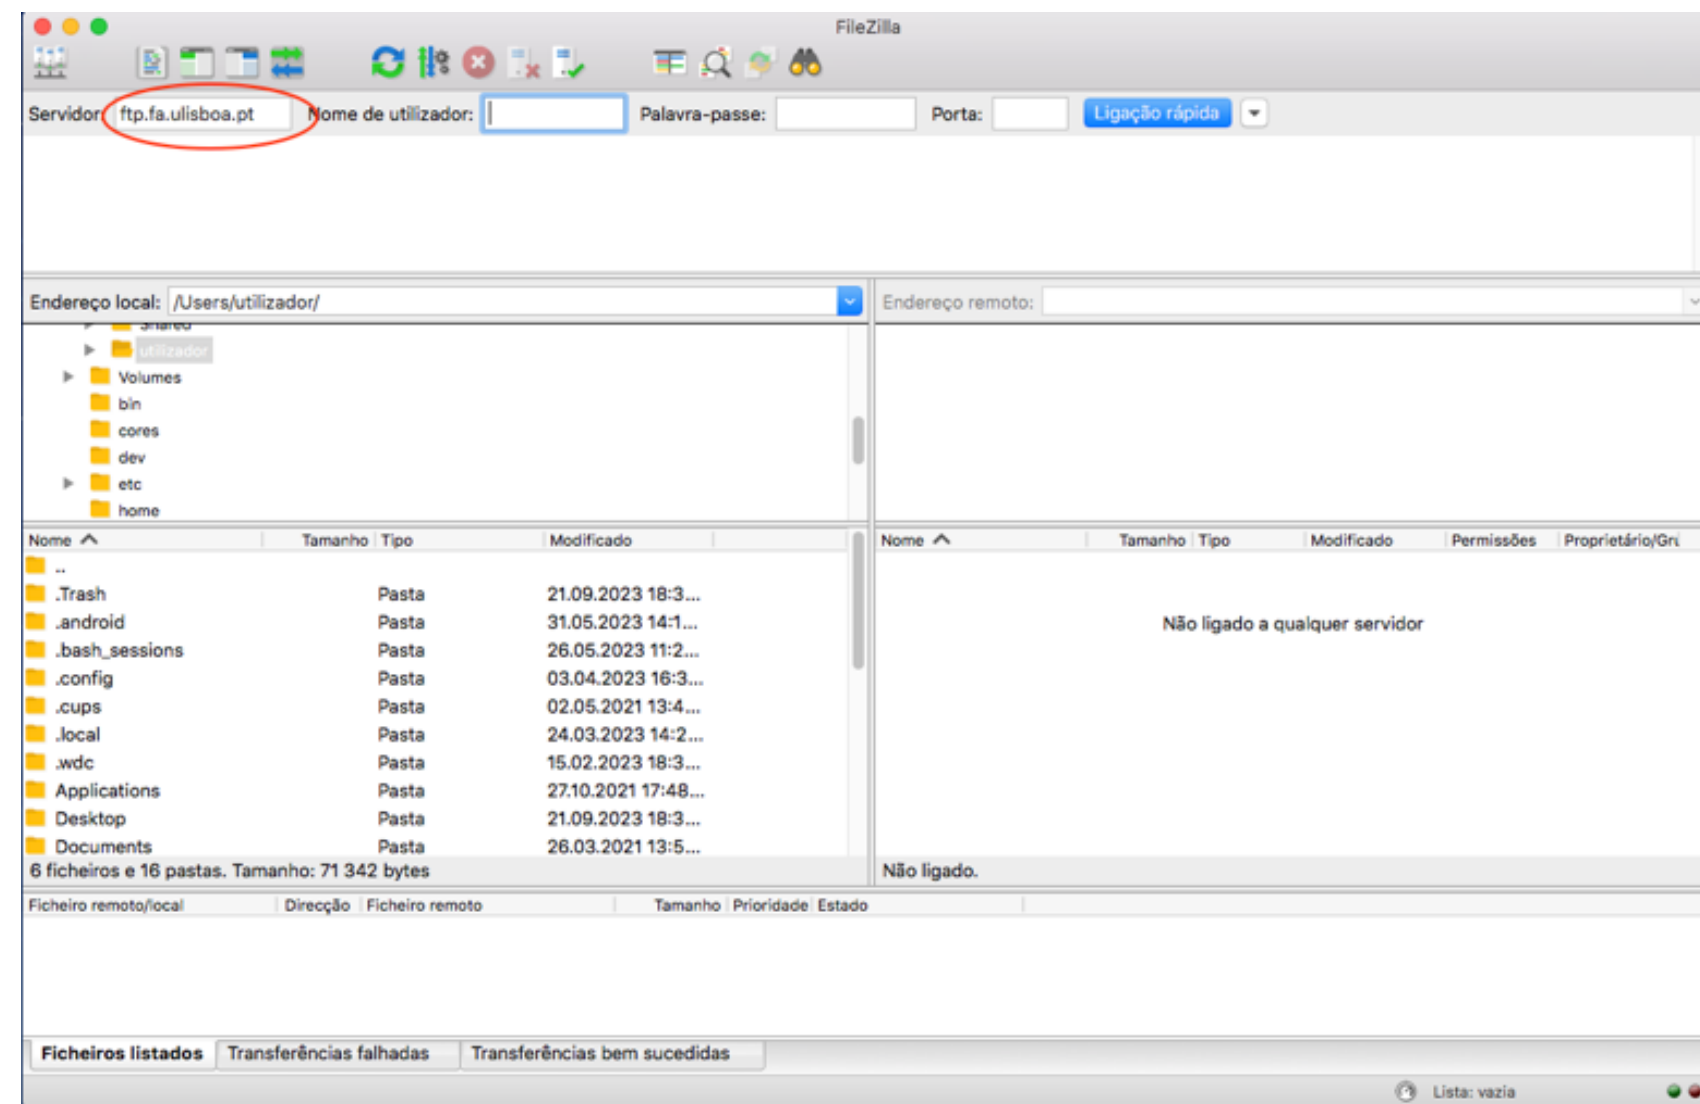 FileZilla
Servidor: ftp.fa.ulisboa.pt Nome de utilizador: Palavra-passe: Porta: Ligação rápida
Endereço local: /Users/utilizador/ Endereço remoto:
Shared
utilizador
Volumes
bin
cores
dev
etc
home
Nome Tamanho Tipo Modificado
..
.Trash Pasta 21.09.2023 18:3...
.android Pasta 31.05.2023 14:1...
.bash_sessions Pasta 26.05.2023 11:2...
.config Pasta 03.04.2023 16:3...
.cups Pasta 02.05.2021 13:4...
.local Pasta 24.03.2023 14:2...
.wdc Pasta 15.02.2023 18:3...
Applications Pasta 27.10.2021 17:48...
Desktop Pasta 21.09.2023 18:3...
Documents Pasta 26.03.2021 13:5...
6 ficheiros e 16 pastas. Tamanho: 71 342 bytes
Nome Tamanho Tipo Modificado Permissões Proprietário/Gru
Não ligado a qualquer servidor
Não ligado.
Ficheiro remoto/local Direcção Ficheiro remoto Tamanho Prioridade Estado
Ficheiros listados Transferências falhadas Transferências bem sucedidas
Lista: vazia